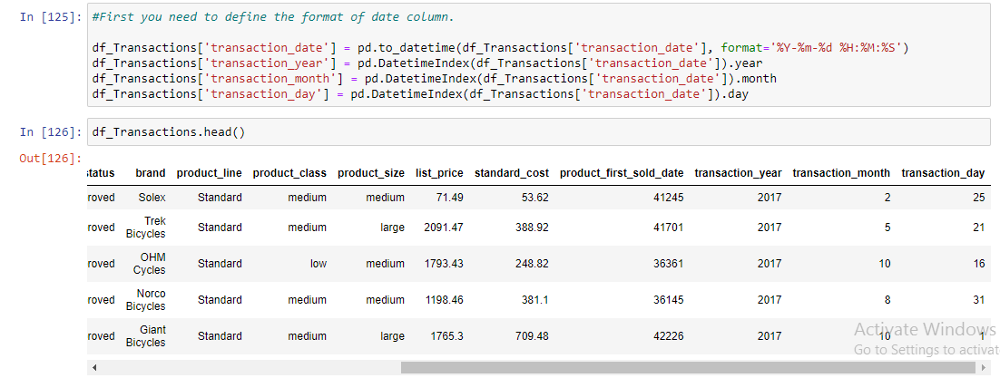 In [125]: #First you need to define the format of date column.
df_Transactions['transaction_date'] = pd.to_datetime(df_Transactions['transaction_date'], format='%Y-%m-%d %H:%M:%S')
df_Transactions['transaction_year'] = pd.DatetimeIndex(df_Transactions['transaction_date']).year
df_Transactions['transaction_month'] = pd.DatetimeIndex(df_Transactions['transaction_date']).month
df_Transactions['transaction_day'] = pd.DatetimeIndex(df_Transactions['transaction_date']).day
In [126]: df_Transactions.head()
Out[126]:
status brand product_line product_class product_size list_price standard_cost product_first_sold_date transaction_year transaction_month transaction_day
roved Solex Standard medium medium 71.49 53.62 41245 2017 2 25
roved Trek Bicycles Standard medium large 2091.47 388.92 41701 2017 5 21
roved OHM Cycles Standard low medium 1793.43 248.82 36361 2017 10 16
roved Norco Bicycles Standard medium medium 1198.46 381.1 36145 2017 8 31
roved Giant Bicycles Standard medium large 1765.3 709.48 42226 2017 10 1
Activate Windows
Go to Settings to activat